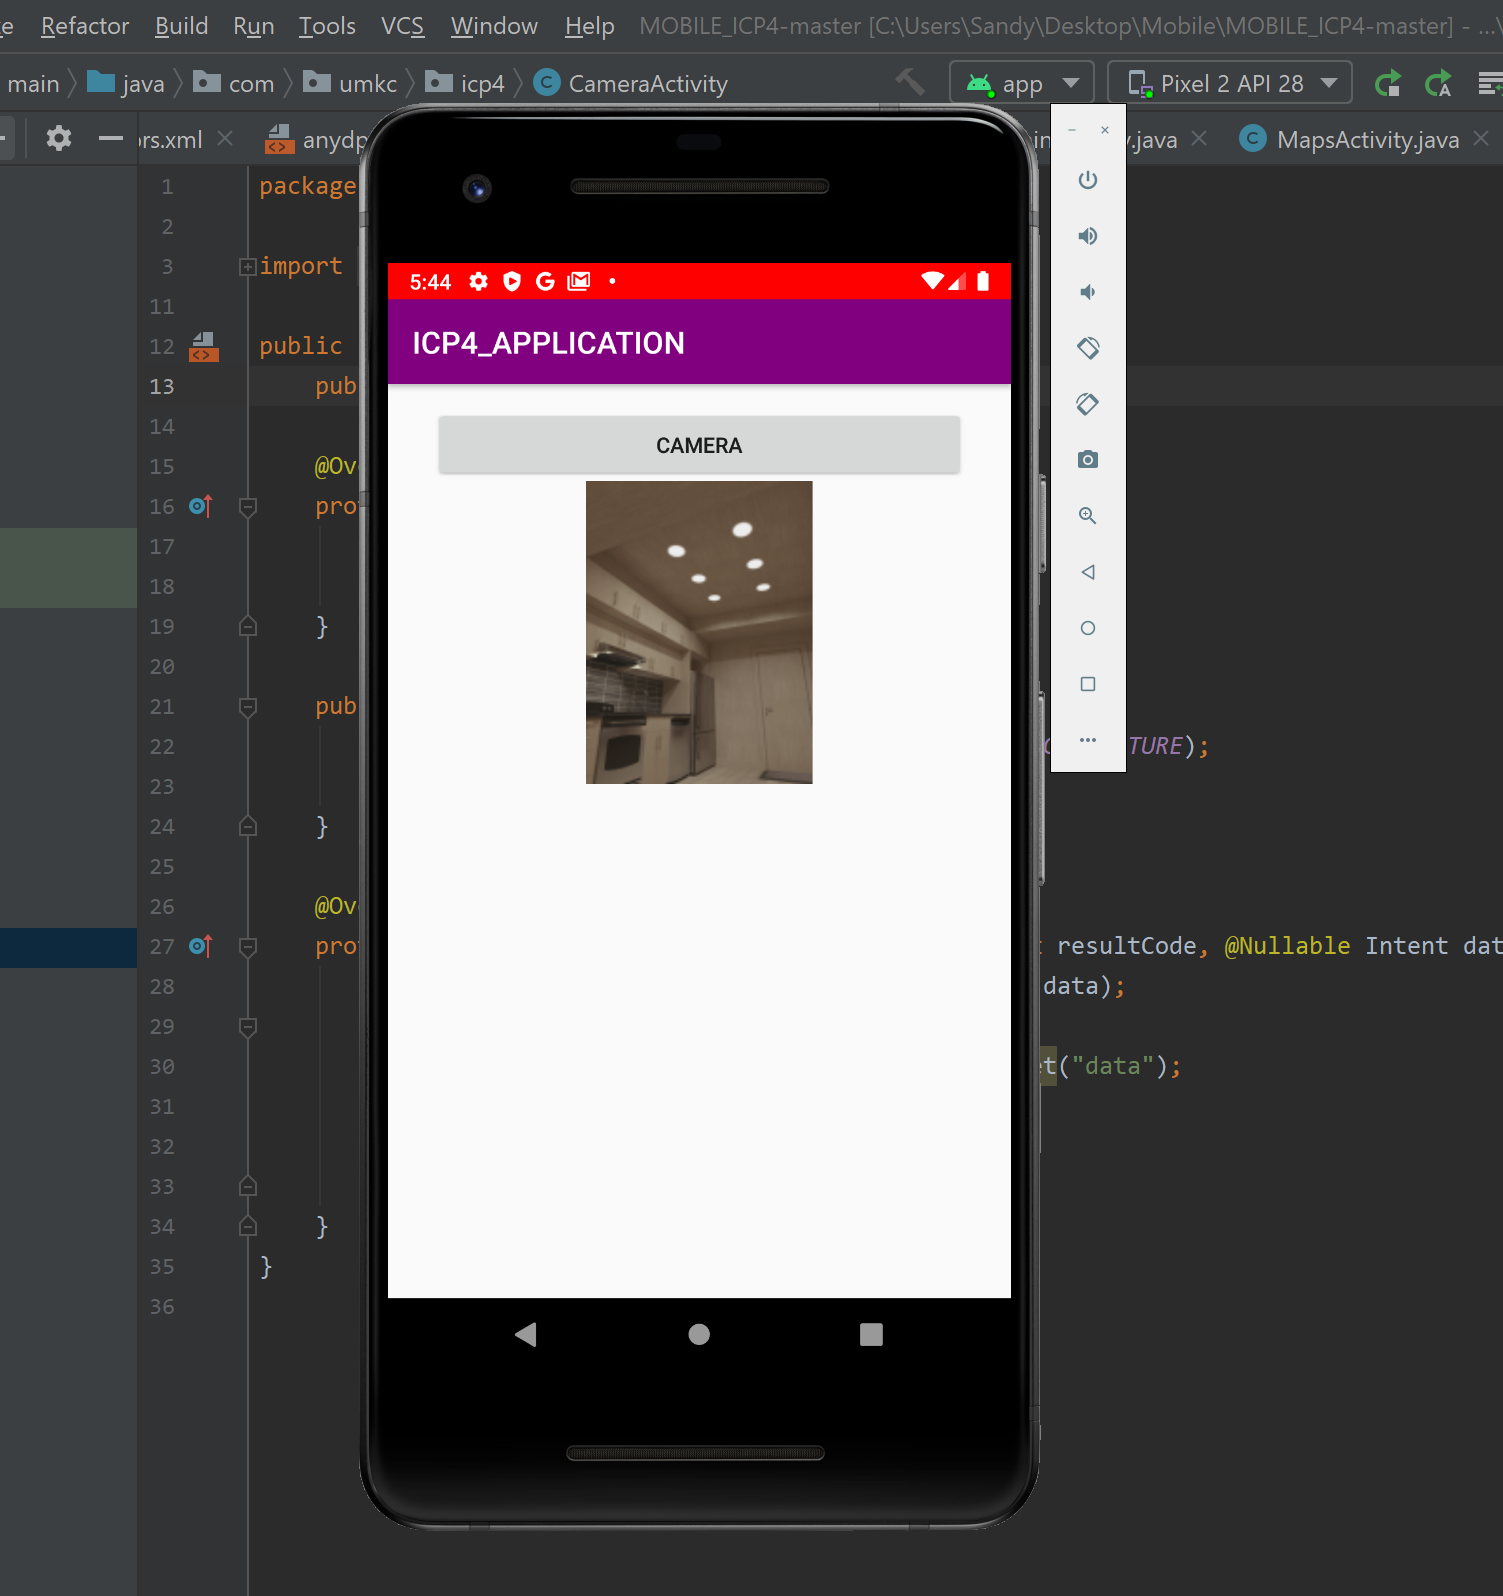 Refactor Build Run Tools VCS Window Help MOBILE_ICP4-master [C:\Users\Sandy\Desktop\Mobile\MOBILE_ICP4-master] - ...\
main java com umkc icp4 CameraActivity app Pixel 2 API 28
rs.xml anydp .java MapsActivity.java
1 package
2
3 import
11
12 public
13 pub
14
15 @Ov
16 pro
17
18
19 }
20
21 pub
22 TURE);
23
24 }
25
26 @Ov
27 pro resultCode, @Nullable Intent dat
28 data);
29
30 et("data");
31
32
33
34 }
35 }
36
5:44
ICP4_APPLICATION
CAMERA